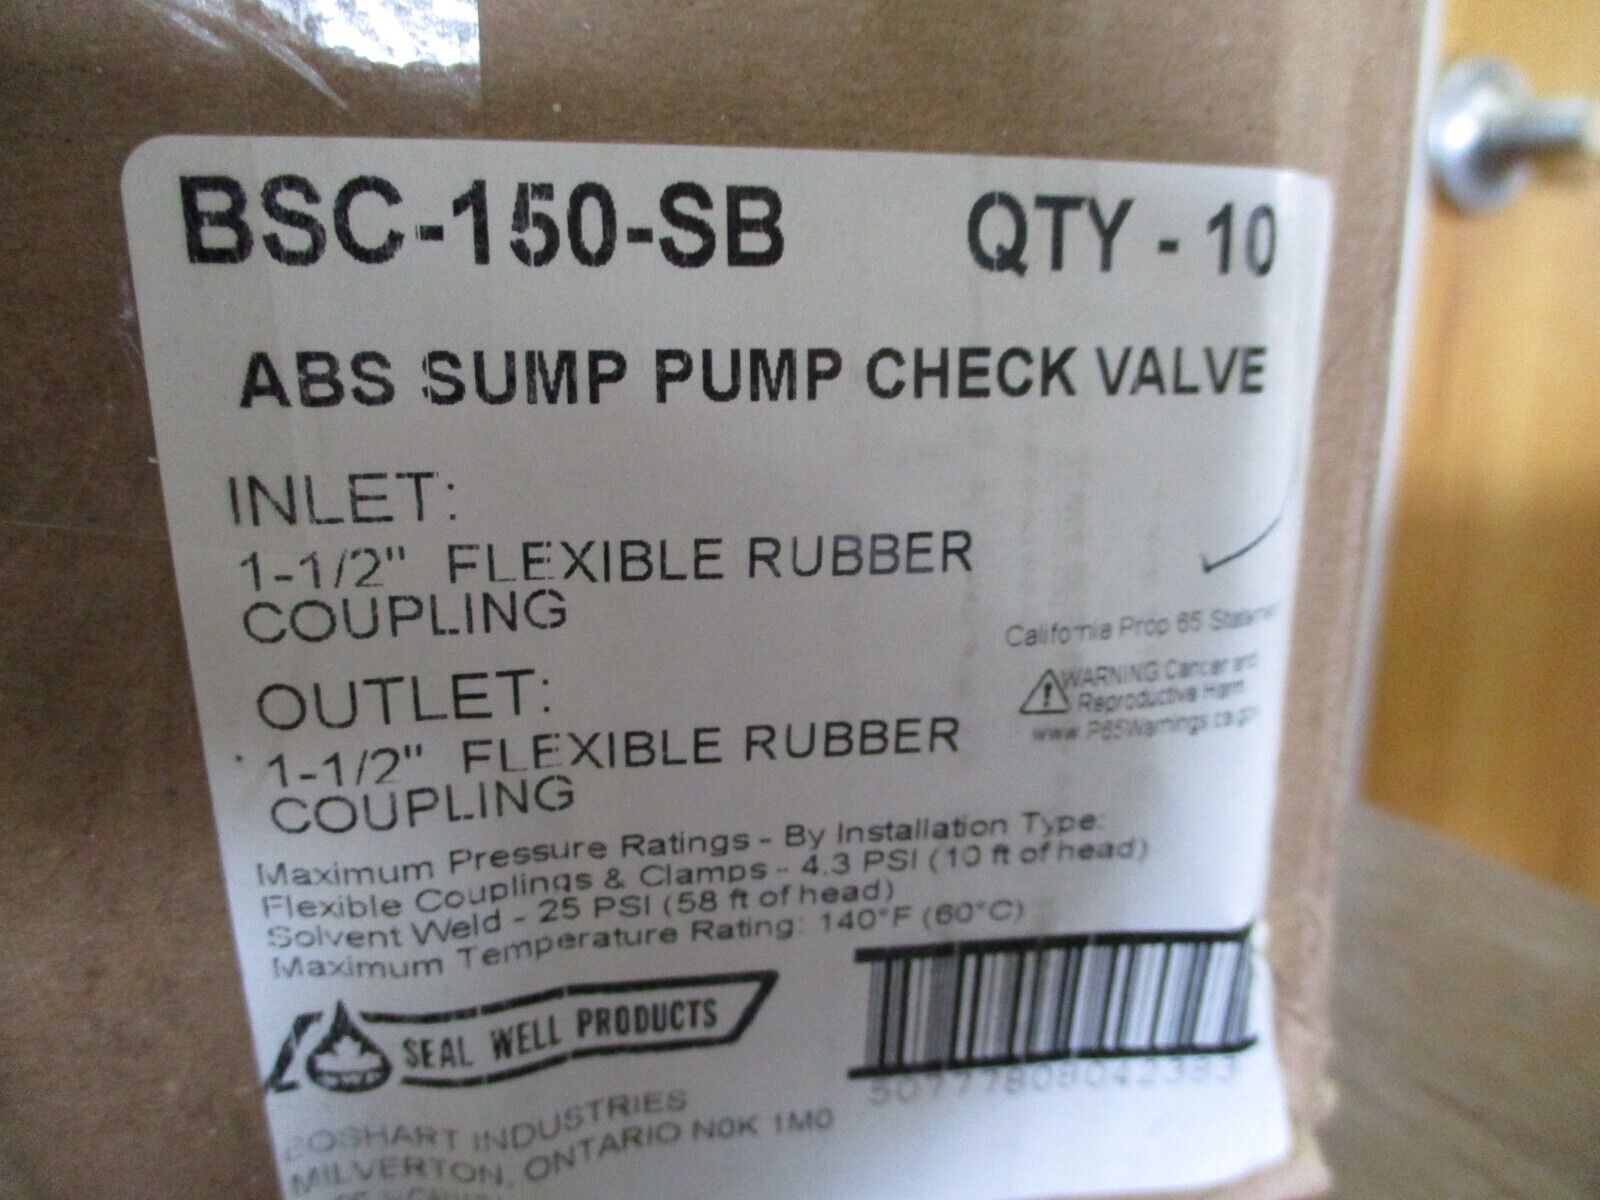 BSC-150-SB QTY - 10
ABS SUMP PUMP CHECK VALVE
INLET:
1-1/2" FLEXIBLE RUBBER
COUPLING
OUTLET:
1-1/2" FLEXIBLE RUBBER
COUPLING
California Prop 65
WARNING Cancer and
Reproductive Harm
www.P65Warnings.ca.gov
Maximum Pressure Ratings - By Installation Type:
Flexible Couplings & Clamps - 4.3 PSI (10 ft of head)
Solvent Weld - 25 PSI (58 ft of head)
Maximum Temperature Rating: 140°F (60°C)
SEAL WELL PRODUCTS
BOSHART INDUSTRIES
MILVERTON, ONTARIO N0K 1M0